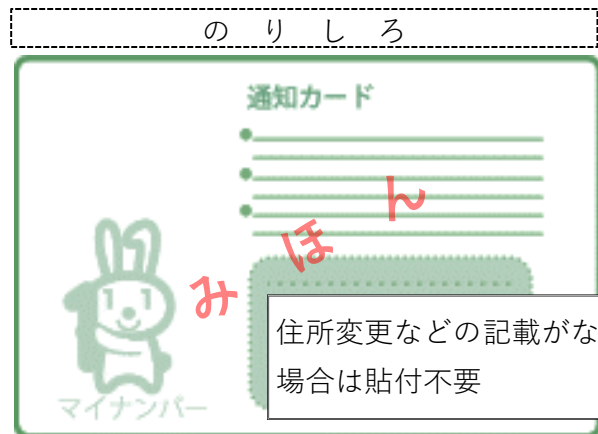 のりしろ
通知カード
みほん
住所変更などの記載がな
場合は貼付不要
マイナンバー